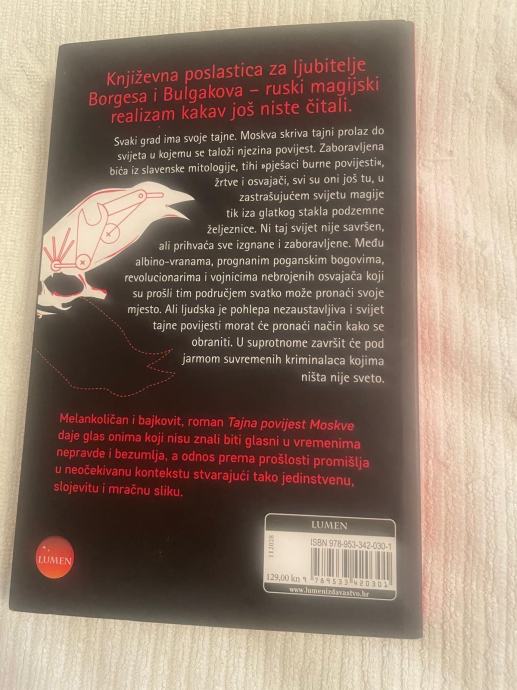 Književna poslastica za ljubitelje
Borgesa i Bulgakova – ruski magijski
realizam kakav još niste čitali.
Svaki grad ima svoje tajne. Moskva skriva tajni prolaz do
svijeta u kojemu se taloži njezina povijest. Zaboravljena
bića iz slavenske mitologije, tihi »pješaci burne povijesti«,
žrtve i osvajači, svi su oni još tu, u
zastrašujućem svijetu magije
tik iza glatkog stakla podzemne
željeznice. Ni taj svijet nije savršen,
ali prihvaća sve izgnane i zaboravljene. Među
albino-vranama, prognanim poganskim bogovima,
revolucionarima i vojnicima nebrojenih osvajača koji
su prošli tim područjem svatko može pronaći svoje
mjesto. Ali ljudska je pohlepa nezaustavljiva i svijet
tajne povijesti morat će pronaći način kako se
obraniti. U suprotnome završit će pod
jarmom suvremenih kriminalaca kojima
ništa nije sveto.
Melankoličan i bajkovit, roman Tajna povijest Moskve
daje glas onima koji nisu znali biti glasni u vremenima
nepravde i bezumlja, a odnos prema prošlosti promišlja
u neočekivanu kontekstu stvarajući tako jedinstvenu,
slojevitu i mračnu sliku.
LUMEN
LUMEN
ISBN 978-953-342-030-1
112028
129,00 kn
9 789533 420301
www.lumenizdavastvo.hr